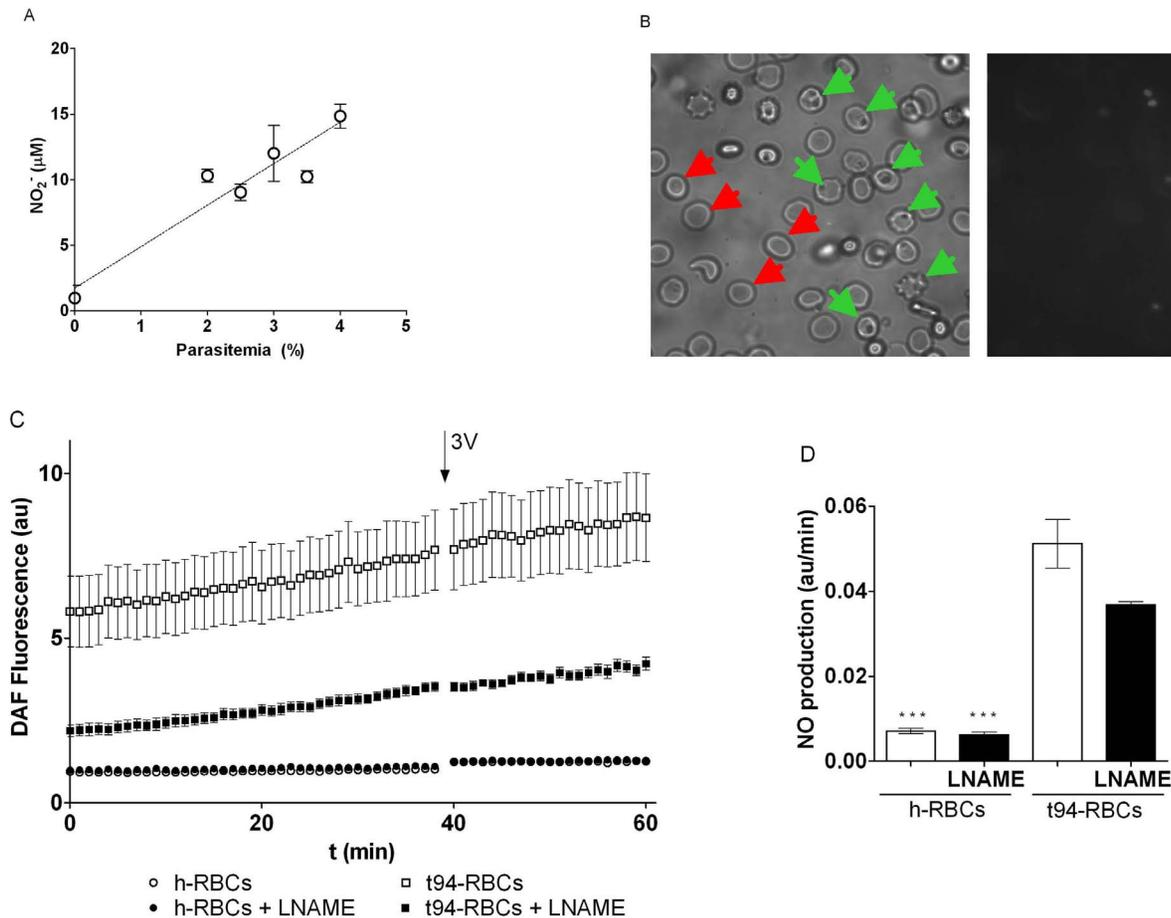 A
B
20
15
10
5
0
NO2- (µM)
0 1 2 3 4 5
Parasitemia (%)
C
3V
10
5
0
DAF Fluorescence (au)
0 20 40 60
t (min)
h-RBCs
t94-RBCs
h-RBCs + LNAME
t94-RBCs + LNAME
D
0.06
0.04
0.02
0.00
NO production (au/min)
*** ***
LNAME LNAME
h-RBCs t94-RBCs